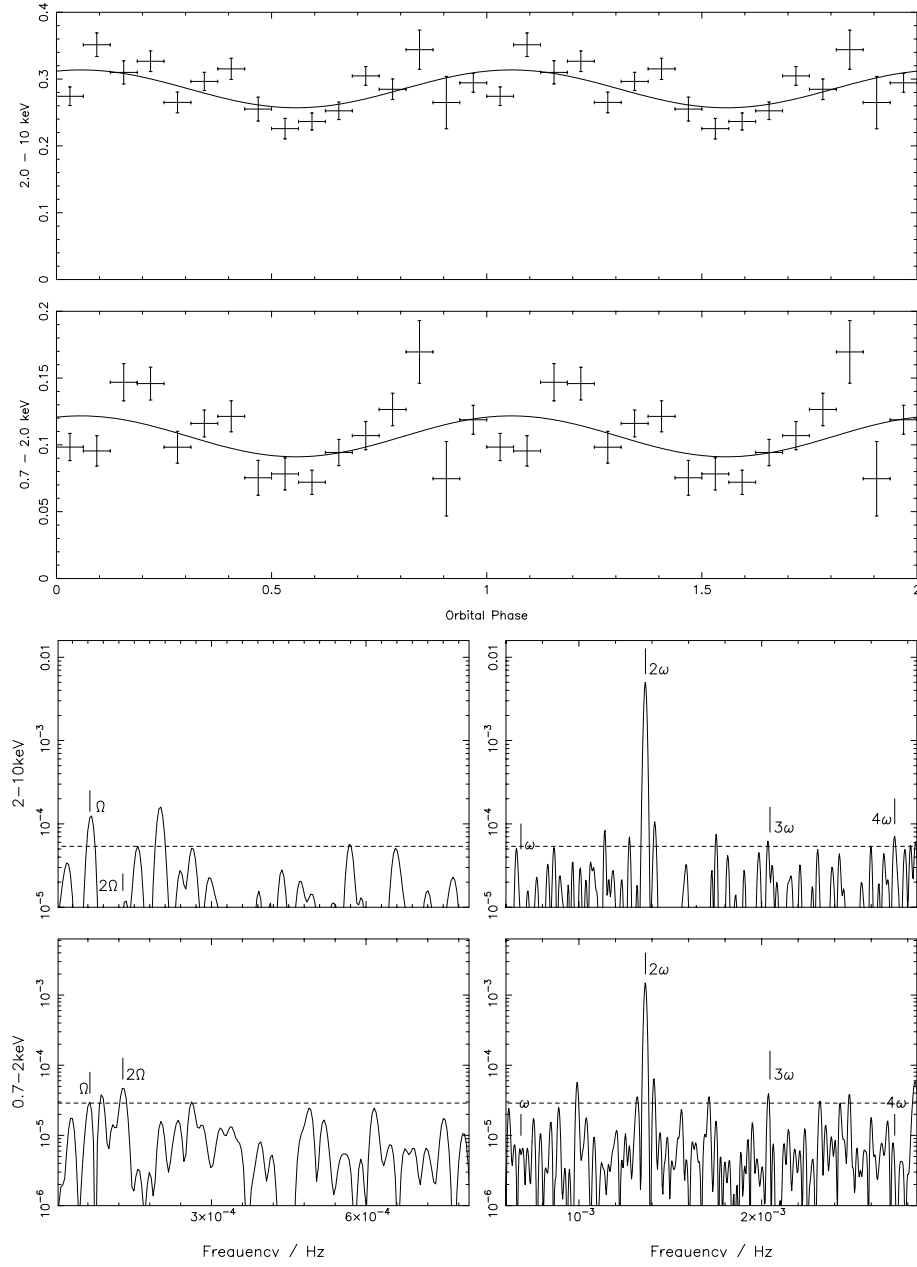 0.4
0.3
0.2
0.1
0
2.0 – 10 keV
0.2
0.15
0.1
0.05
0
0.7 – 2.0 keV
0 0.5 1 1.5 2
Orbital Phase
0.01
10⁻³
10⁻⁴
10⁻⁵
2–10keV
Ω
2Ω
ω
2ω
3ω
4ω
10⁻³
10⁻⁴
10⁻⁵
10⁻⁶
0.7–2keV
Ω
2Ω
ω
2ω
3ω
4ω
3×10⁻⁴ 6×10⁻⁴
10⁻³ 2×10⁻³
Frequency / Hz
Frequency / Hz